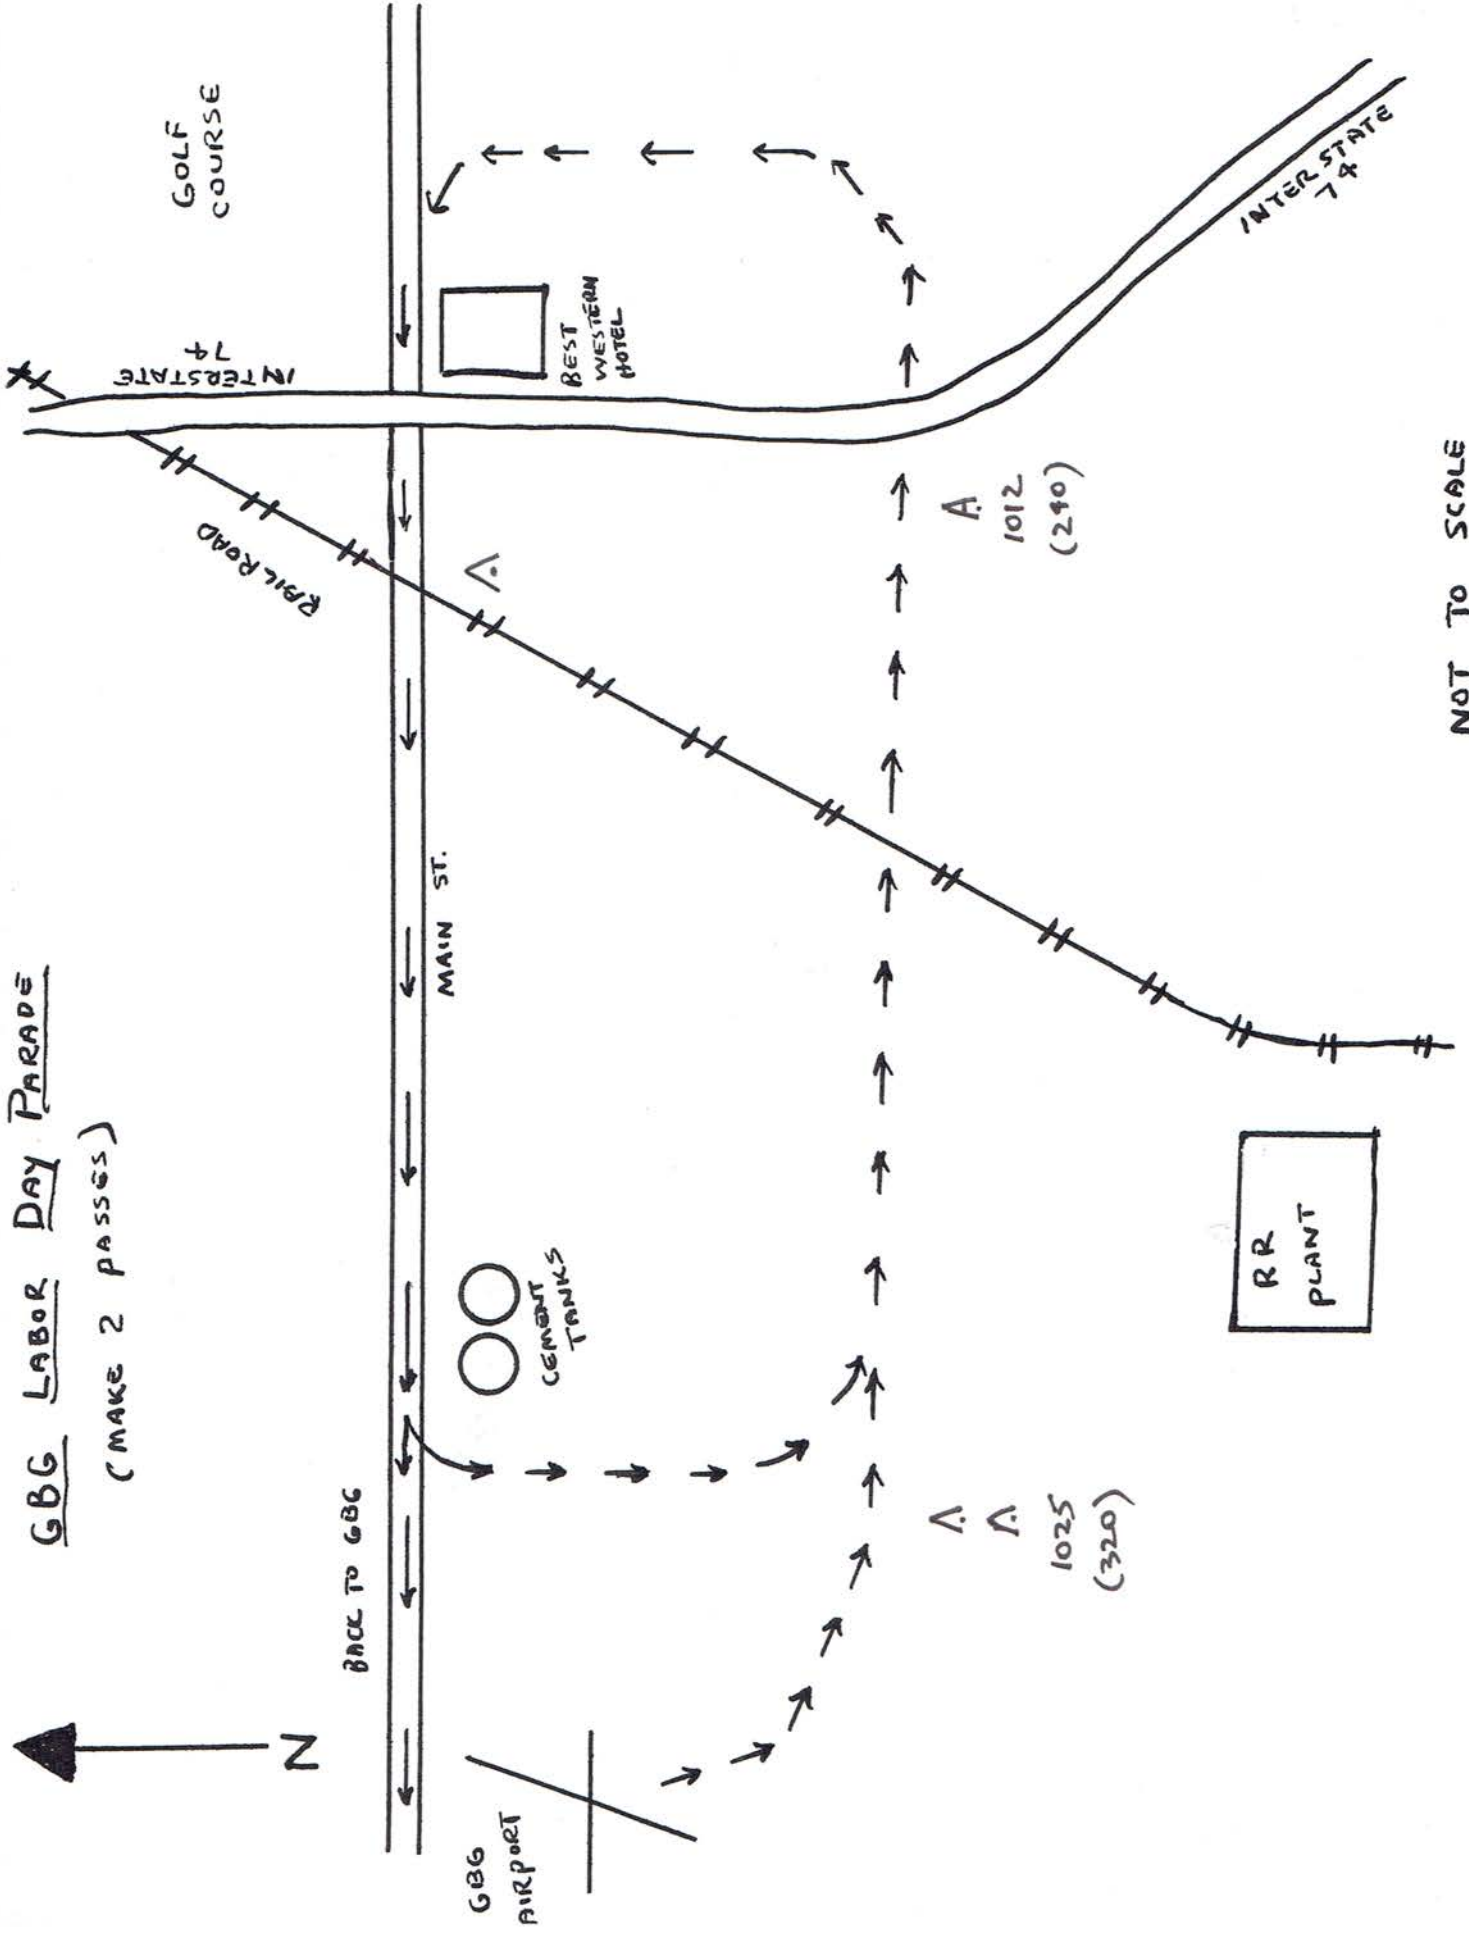 GBG LABOR DAY PARADE
(MAKE 2 PASSES)
N
GOLF
COURSE
INTERSTATE
74
RAILROAD
BACK TO GBG
MAIN ST.
BEST
WESTERN
HOTEL
CEMENT
TANKS
GBG
AIRPORT
1025
(320)
1012
(240)
RR
PLANT
INTERSTATE
74
NOT TO SCALE